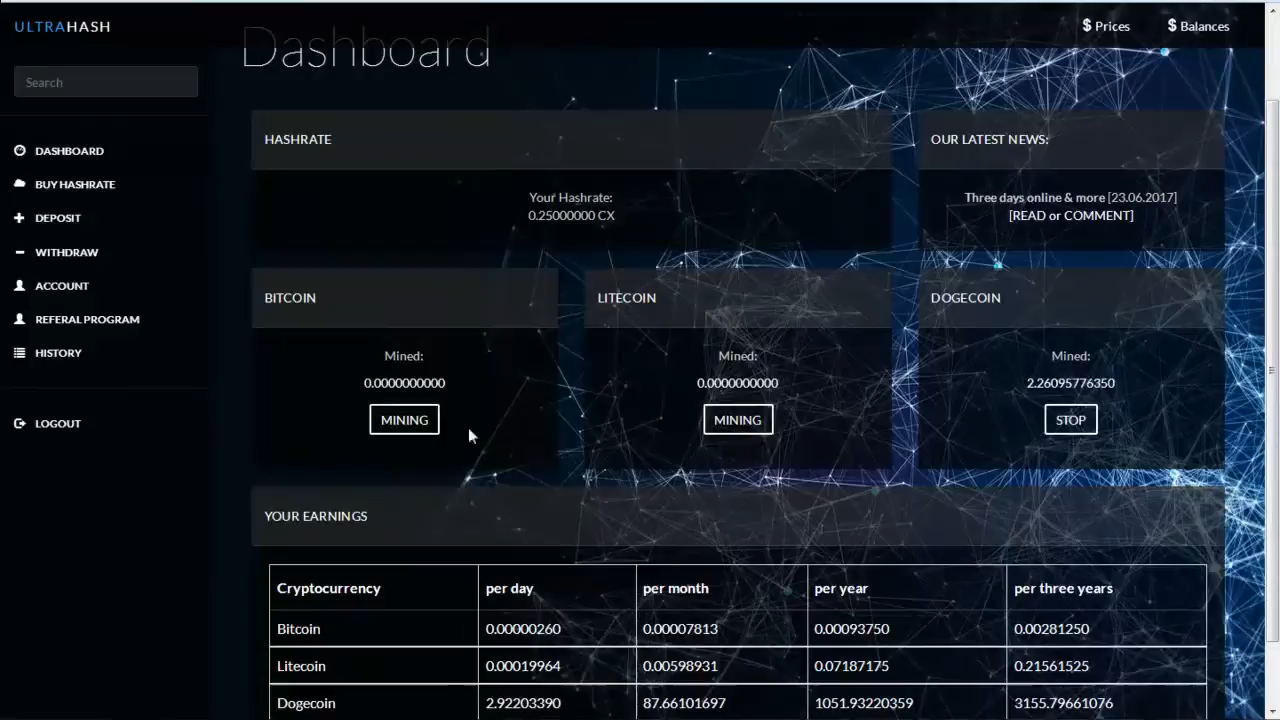 ULTRAHASH
$ Prices
$ Balances
Dashboard
Search
DASHBOARD
BUY HASHRATE
DEPOSIT
WITHDRAW
ACCOUNT
REFERAL PROGRAM
HISTORY
LOGOUT
HASHRATE
Your Hashrate:
0.25000000 CX
OUR LATEST NEWS:
Three days online & more [23.06.2017]
[READ or COMMENT]
BITCOIN
Mined:
0.0000000000
MINING
LITECOIN
Mined:
0.0000000000
MINING
DOGECOIN
Mined:
2.26095776350
STOP
YOUR EARNINGS
Cryptocurrency per day per month per year per three years
Bitcoin 0.00000260 0.00007813 0.00093750 0.00281250
Litecoin 0.00019964 0.00598931 0.07187175 0.21561525
Dogecoin 2.92203390 87.66101697 1051.93220359 3155.79661076